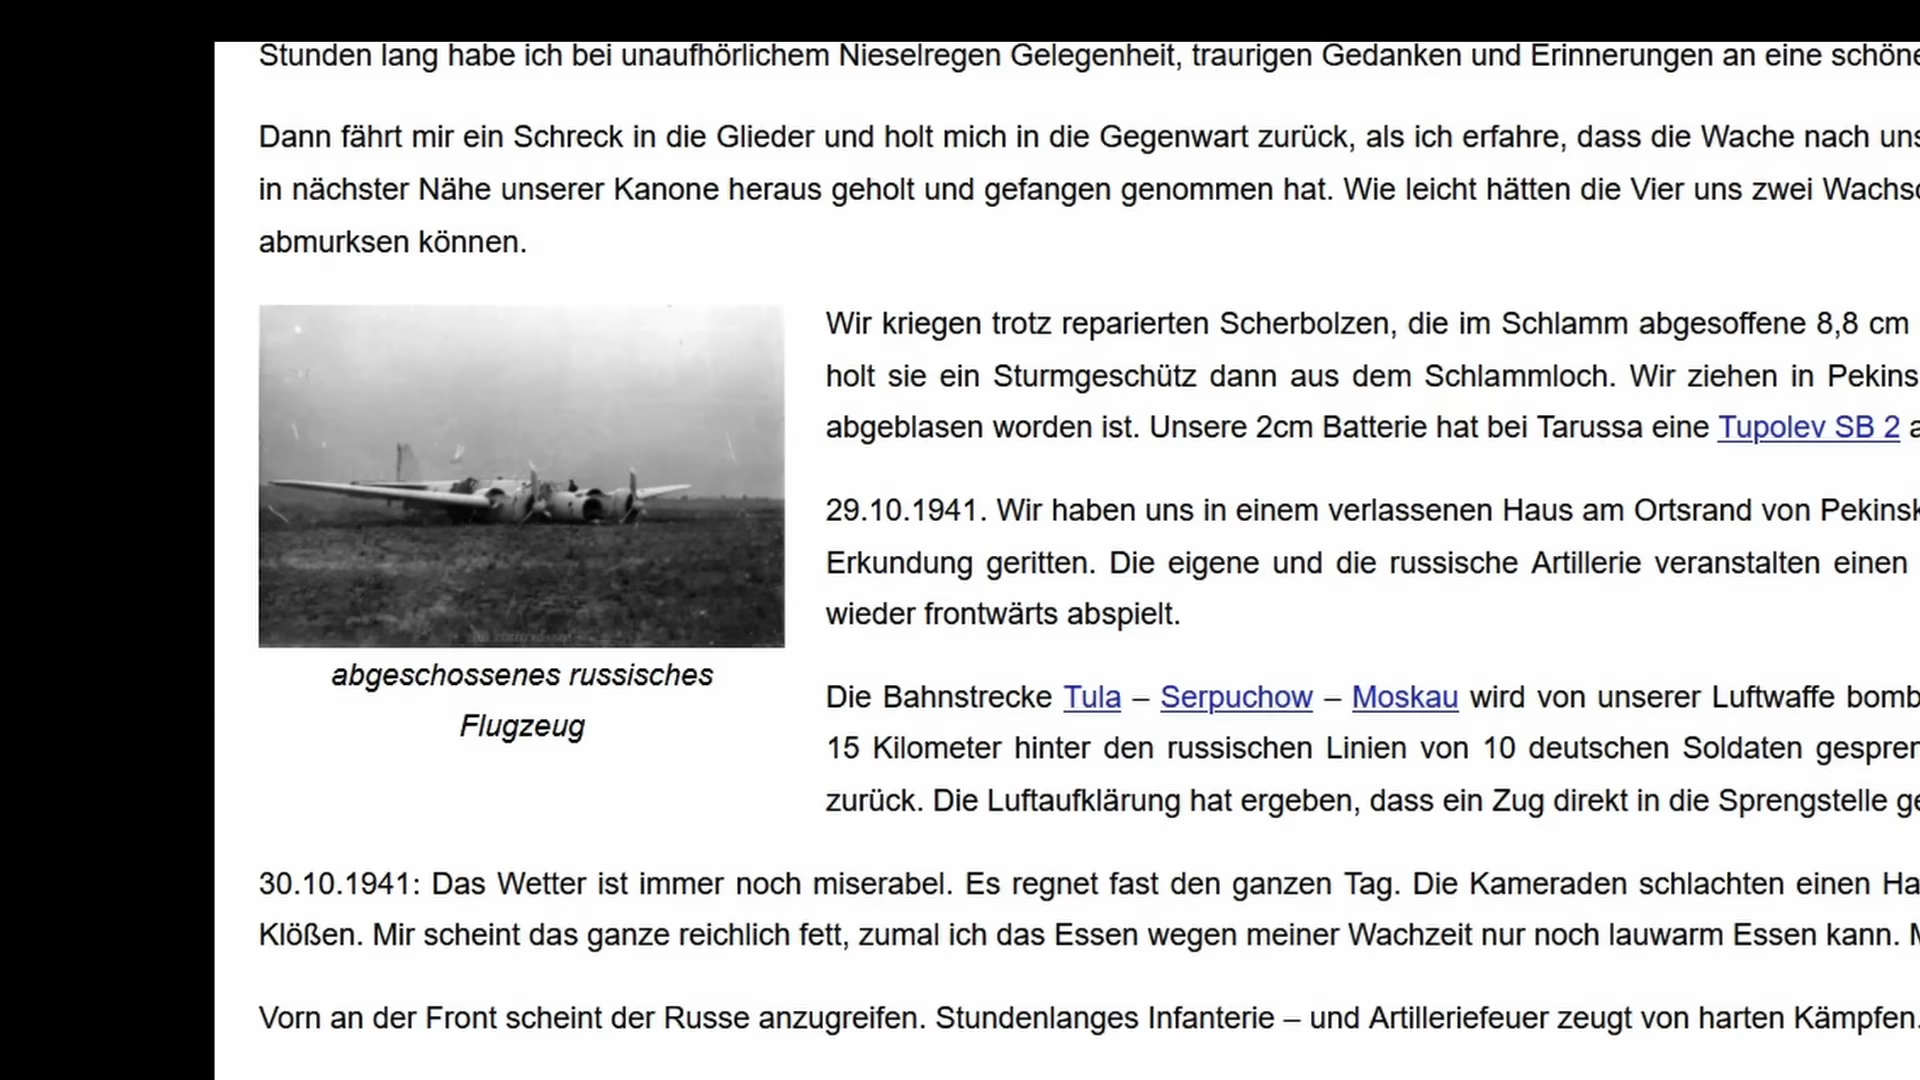 Stunden lang habe ich bei unaufhörlichem Nieselregen Gelegenheit, traurigen Gedanken und Erinnerungen an eine schöne
Dann fährt mir ein Schreck in die Glieder und holt mich in die Gegenwart zurück, als ich erfahre, dass die Wache nach uns
in nächster Nähe unserer Kanone heraus geholt und gefangen genommen hat. Wie leicht hätten die Vier uns zwei Wachs
abmurksen können.
Wir kriegen trotz reparierten Scherbolzen, die im Schlamm abgesoffene 8,8 cm
holt sie ein Sturmgeschütz dann aus dem Schlammloch. Wir ziehen in Pekins
abgeblasen worden ist. Unsere 2cm Batterie hat bei Tarussa eine Tupolev SB 2 a
29.10.1941. Wir haben uns in einem verlassenen Haus am Ortsrand von Pekinsk
Erkundung geritten. Die eigene und die russische Artillerie veranstalten einen
wieder frontwärts abspielt.
abgeschossenes russisches
Flugzeug
Die Bahnstrecke Tula – Serpuchow – Moskau wird von unserer Luftwaffe bomb
15 Kilometer hinter den russischen Linien von 10 deutschen Soldaten gespren
zurück. Die Luftaufklärung hat ergeben, dass ein Zug direkt in die Sprengstelle ge
30.10.1941: Das Wetter ist immer noch miserabel. Es regnet fast den ganzen Tag. Die Kameraden schlachten einen Ha
Klößen. Mir scheint das ganze reichlich fett, zumal ich das Essen wegen meiner Wachzeit nur noch lauwarm Essen kann. M
Vorn an der Front scheint der Russe anzugreifen. Stundenlanges Infanterie – und Artilleriefeuer zeugt von harten Kämpfen.